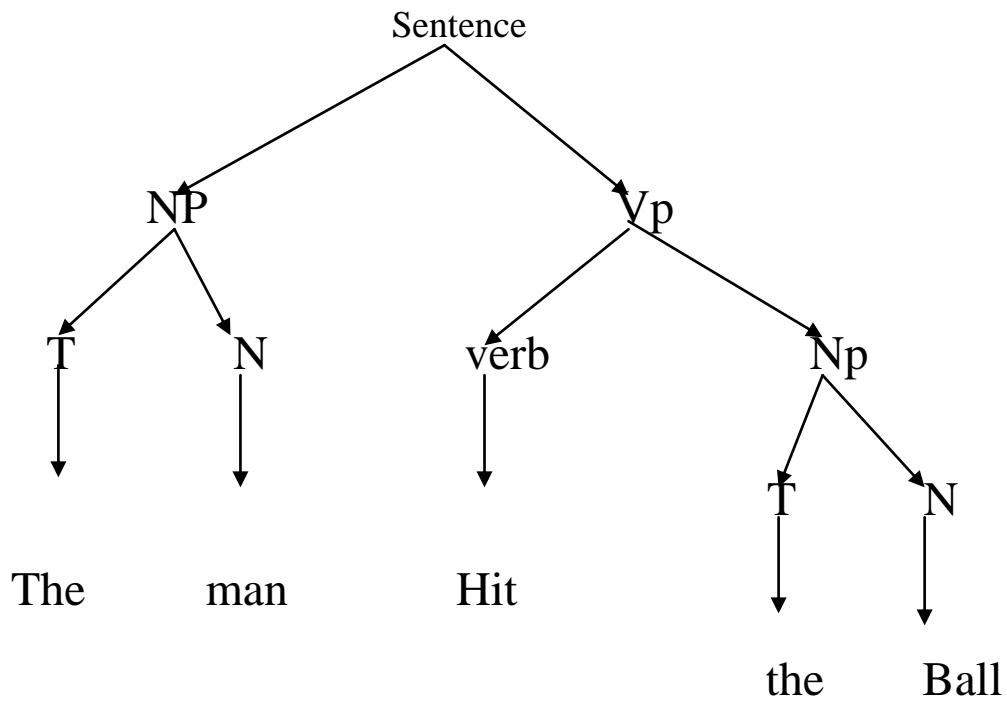 Sentence
NP Vp
T N verb Np
T N
The man Hit
the Ball